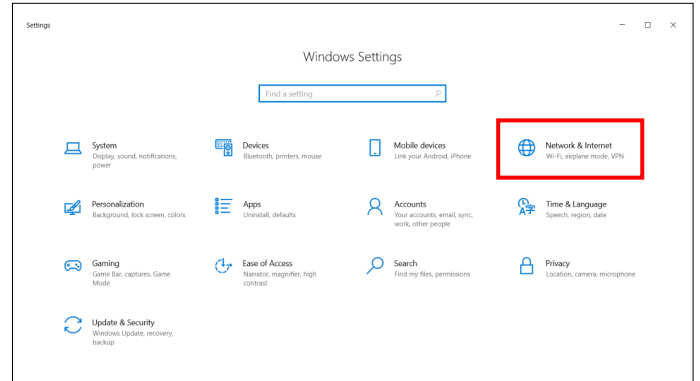 Settings
Windows Settings
Find a setting
System
Display, sound, notifications,
power
Devices
Bluetooth, printers, mouse
Mobile devices
Link your Android, iPhone
Network & Internet
Wi-Fi, airplane mode, VPN
Personalization
Background, lock screen, colors
Apps
Uninstall, defaults
Accounts
Your accounts, email, sync,
work, other people
Time & Language
Speech, region, date
Gaming
Game Bar, captures, Game
Mode
Ease of Access
Narrator, magnifier, high
contrast
Search
Find my files, permissions
Privacy
Location, camera, microphone
Update & Security
Windows Update, recovery,
backup